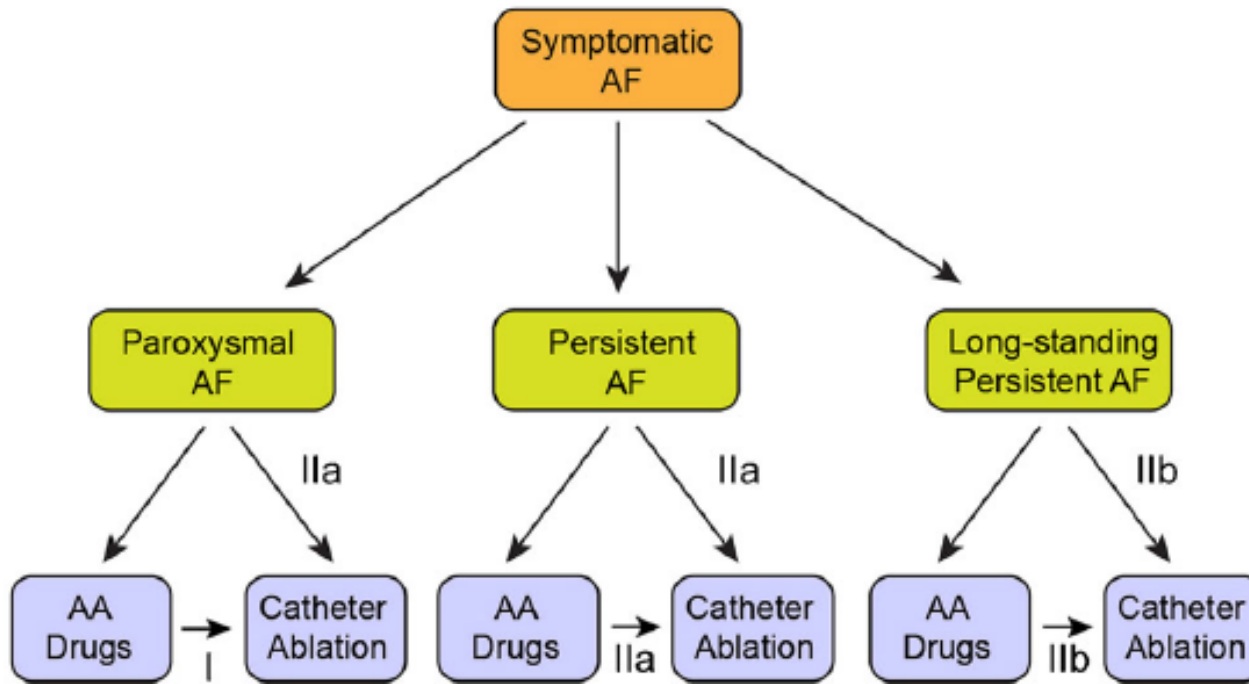 Symptomatic
AF
Paroxysmal
AF
Persistent
AF
Long-standing
Persistent AF
IIa
IIa
IIb
AA
Drugs
I
Catheter
Ablation
AA
Drugs
IIa
Catheter
Ablation
AA
Drugs
IIb
Catheter
Ablation